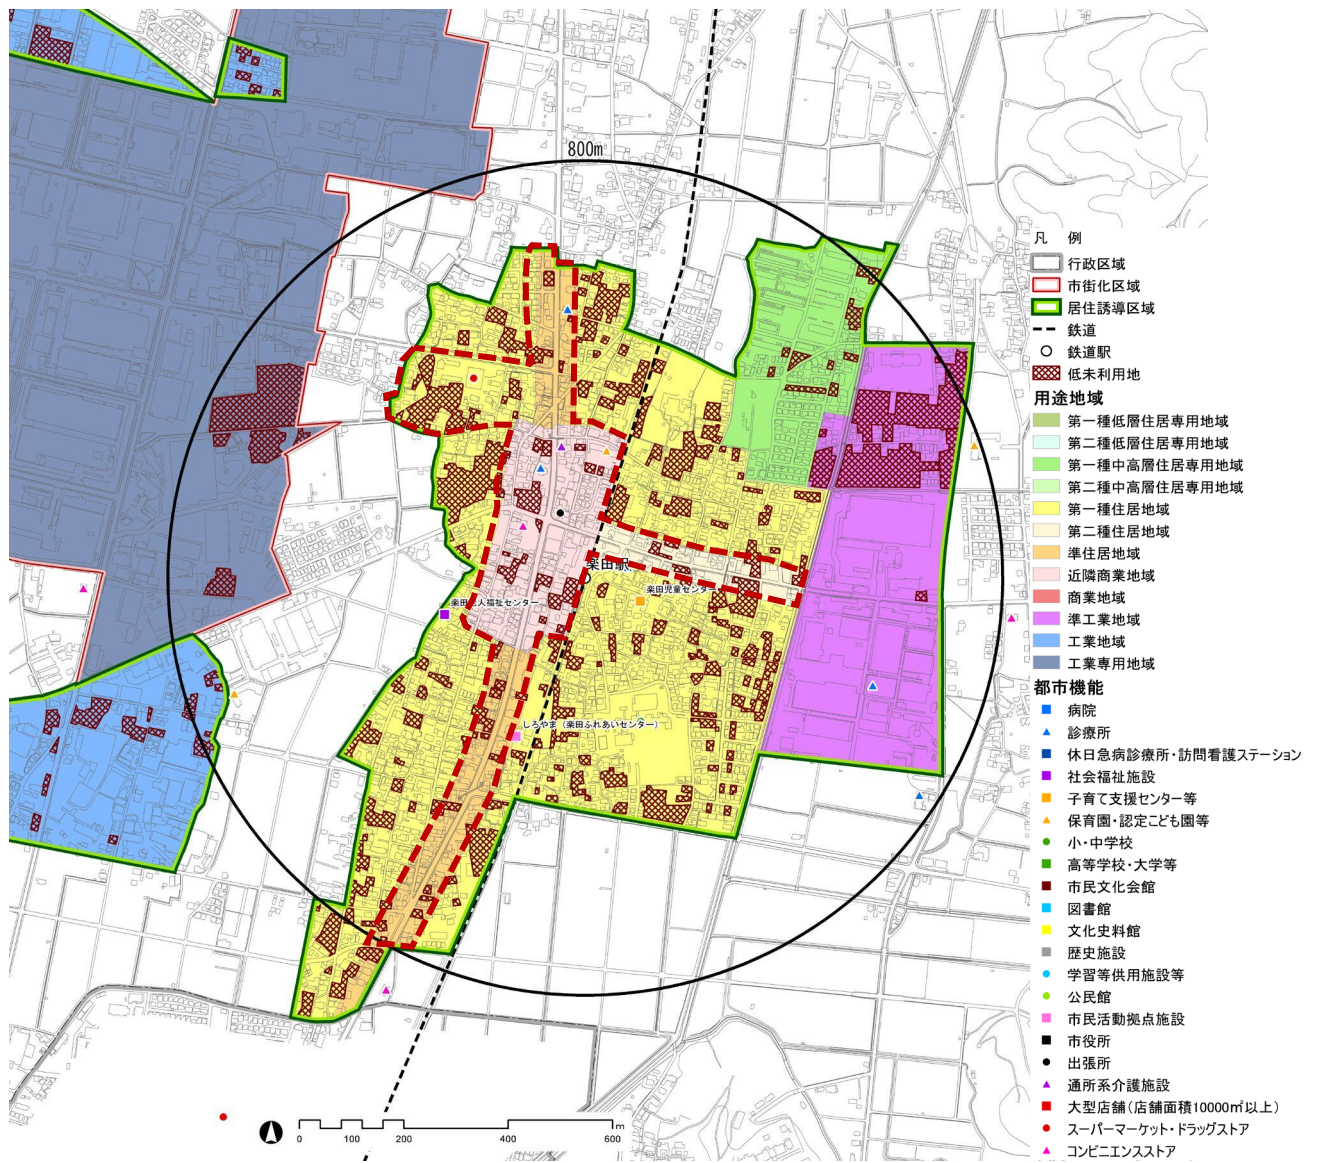 800m
楽田駅
楽田児童センター
楽田老人福祉センター
しろやま（楽田ふれあいセンター）
凡　例
行政区域
市街化区域
居住誘導区域
鉄道
鉄道駅
低未利用地
用途地域
第一種低層住居専用地域
第二種低層住居専用地域
第一種中高層住居専用地域
第二種中高層住居専用地域
第一種住居地域
第二種住居地域
準住居地域
近隣商業地域
商業地域
準工業地域
工業地域
工業専用地域
都市機能
病院
診療所
休日急病診療所・訪問看護ステーション
社会福祉施設
子育て支援センター等
保育園・認定こども園等
小・中学校
高等学校・大学等
市民文化会館
図書館
文化史料館
歴史施設
学習等供用施設等
公民館
市民活動拠点施設
市役所
出張所
通所系介護施設
大型店舗（店舗面積10000㎡以上）
スーパーマーケット・ドラッグストア
コンビニエンスストア
0 100 200 400 600 m